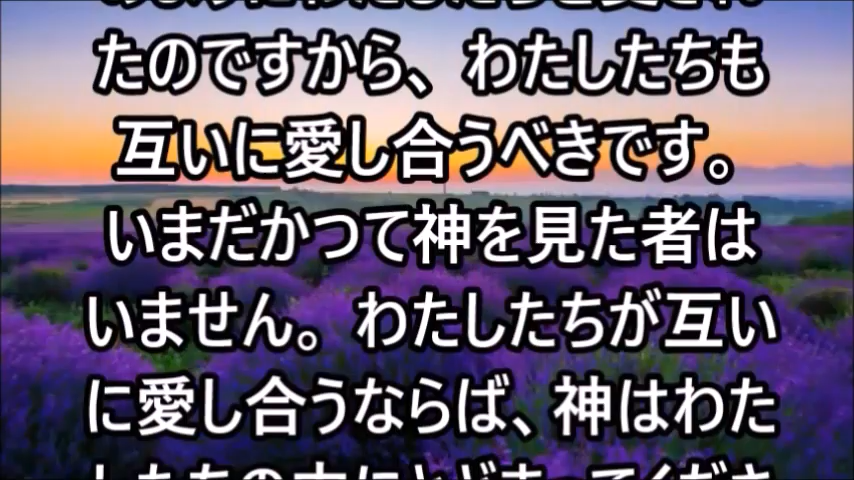 たのですから、わたしたちも
互いに愛し合うべきです。
いまだかつて神を見た者は
いません。わたしたちが互い
に愛し合うならば、神はわた